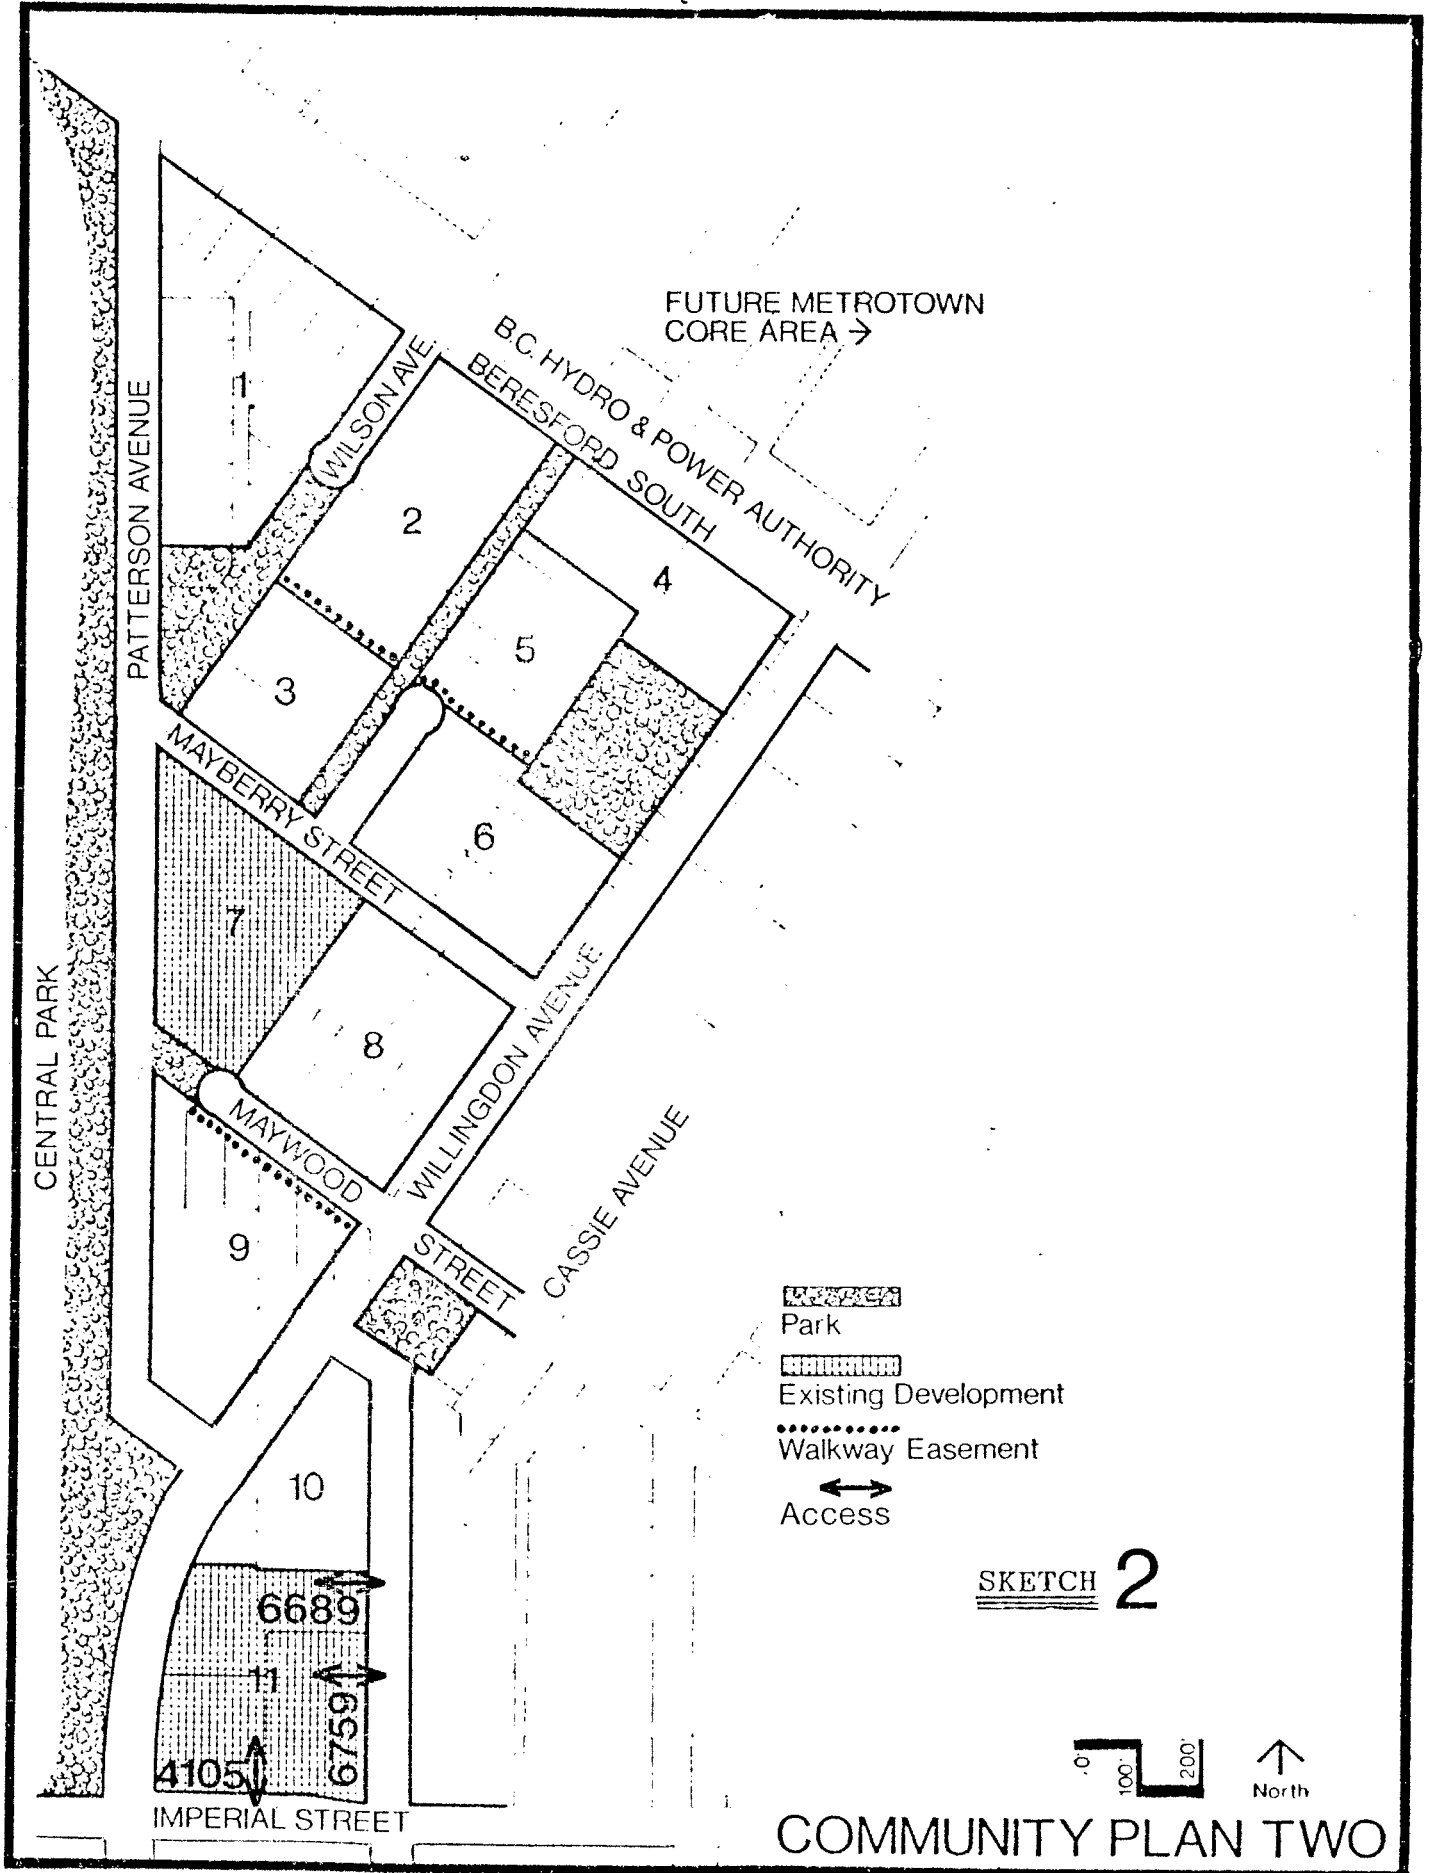 FUTURE METROTOWN
CORE AREA →
B.C. HYDRO & POWER AUTHORITY
BERESFORD SOUTH
WILSON AVE
PATTERSON AVENUE
1
2
4
5
3
MAYBERRY STREET
6
7
8
WILLINGDON AVENUE
CENTRAL PARK
MAYWOOD
STREET
CASSIE AVENUE
9
Park
Existing Development
Walkway Easement
Access
10
SKETCH 2
6689
11
6759
4105
IMPERIAL STREET
0' 100' 200'
North
COMMUNITY PLAN TWO